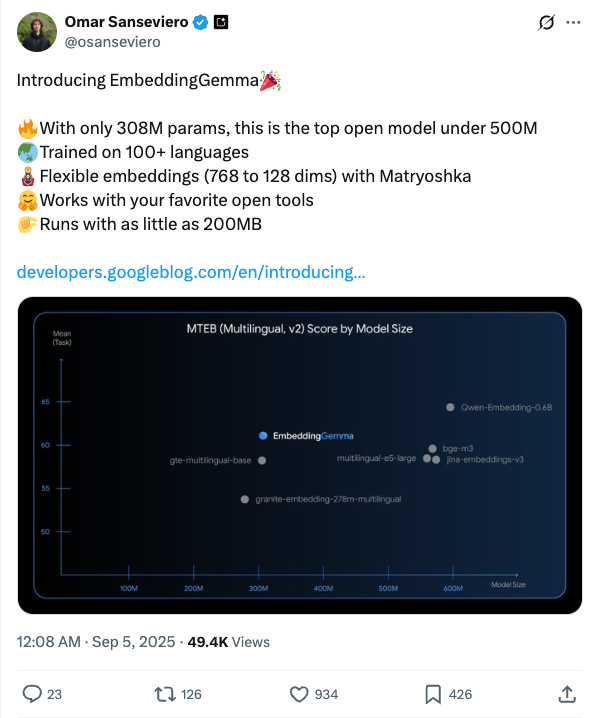 Omar Sanseviero
@osanseviero
Introducing EmbeddingGemma🎉
🔥With only 308M params, this is the top open model under 500M
🌏Trained on 100+ languages
🪆Flexible embeddings (768 to 128 dims) with Matryoshka
🤗Works with your favorite open tools
🤏Runs with as little as 200MB
developers.googleblog.com/en/introducing...
MTEB (Multilingual, v2) Score by Model Size
Mean
(Task)
65
60
55
50
Qwen-Embedding-0.6B
EmbeddingGemma
bge-m3
gte-multilingual-base
multilingual-e5-large
jina-embeddings-v3
granite-embedding-278m-multilingual
100M
200M
300M
400M
500M
600M
Model Size
12:08 AM · Sep 5, 2025 · 49.4K Views
23
126
934
426